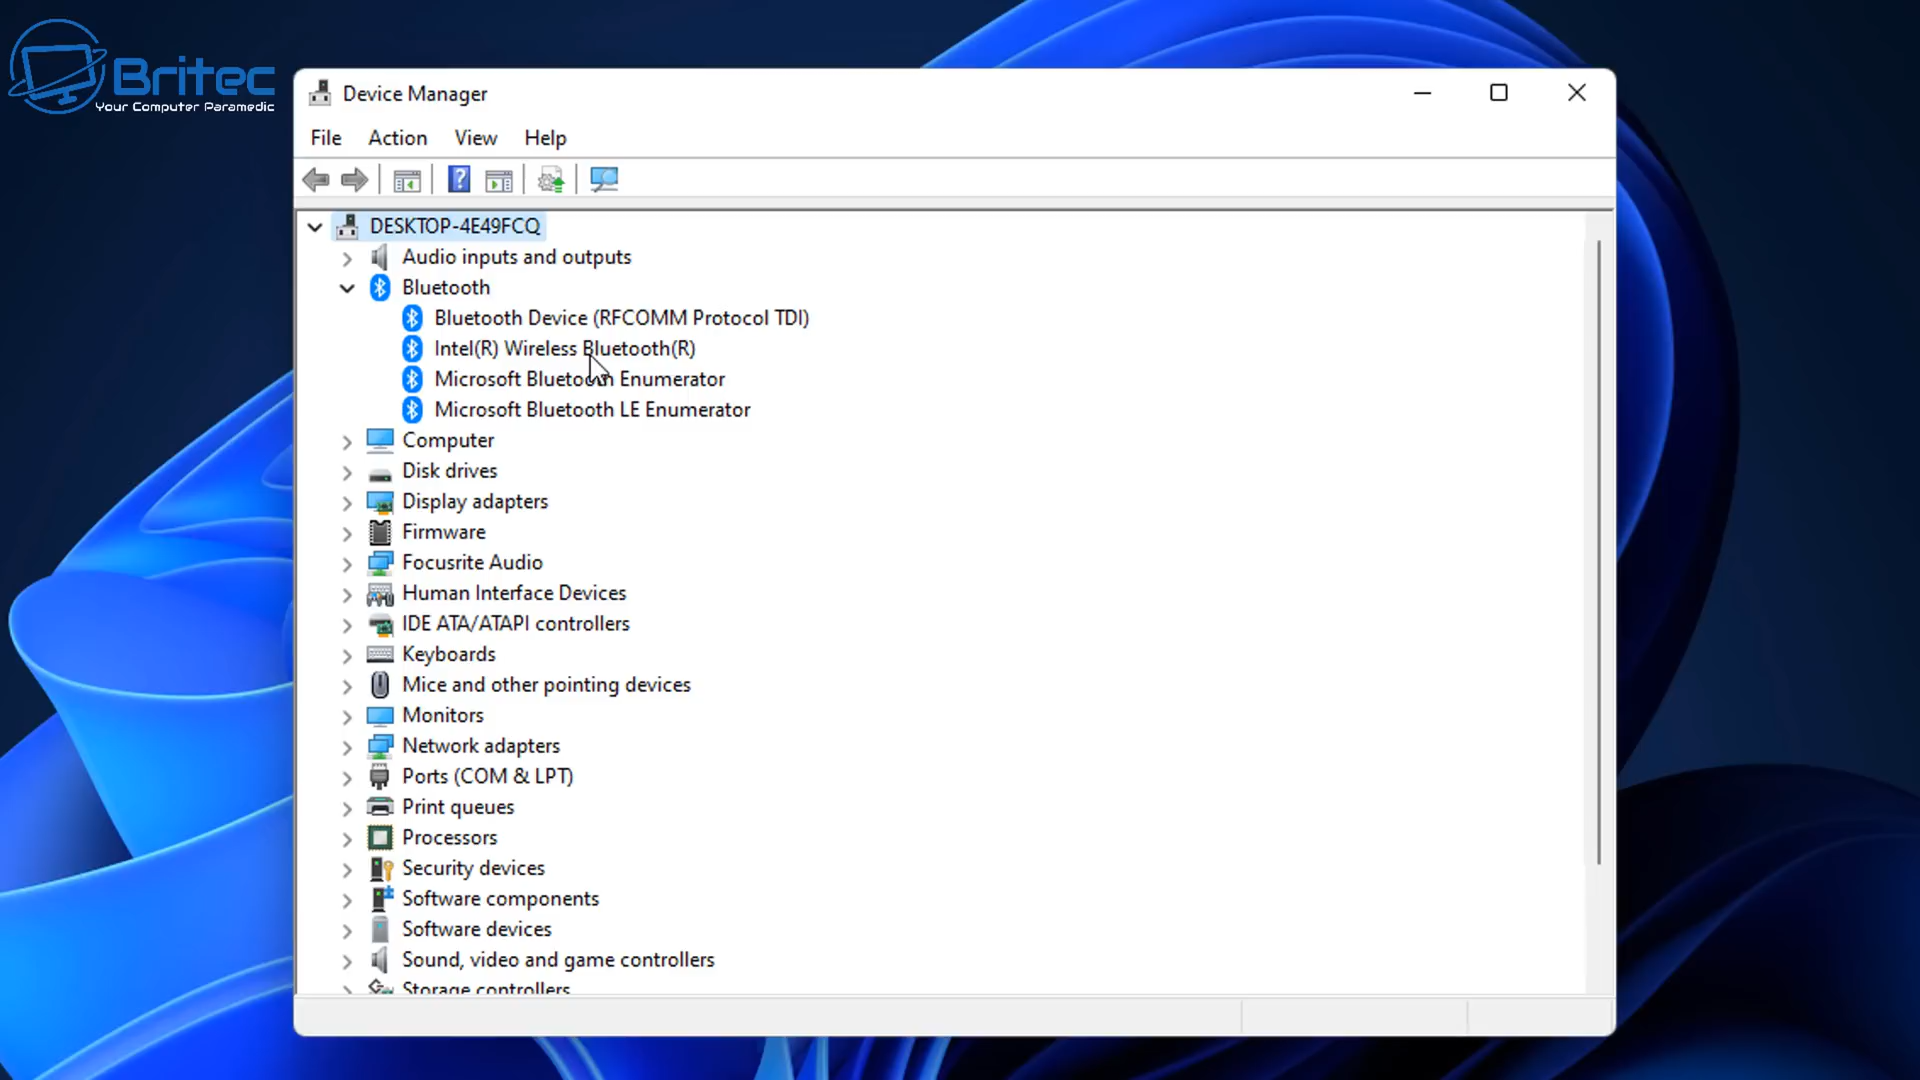 Britec
Your Computer Paramedic
Device Manager
File Action View Help
DESKTOP-4E49FCQ
Audio inputs and outputs
Bluetooth
Bluetooth Device (RFCOMM Protocol TDI)
Intel(R) Wireless Bluetooth(R)
Microsoft Bluetooth Enumerator
Microsoft Bluetooth LE Enumerator
Computer
Disk drives
Display adapters
Firmware
Focusrite Audio
Human Interface Devices
IDE ATA/ATAPI controllers
Keyboards
Mice and other pointing devices
Monitors
Network adapters
Ports (COM & LPT)
Print queues
Processors
Security devices
Software components
Software devices
Sound, video and game controllers
Storage controllers